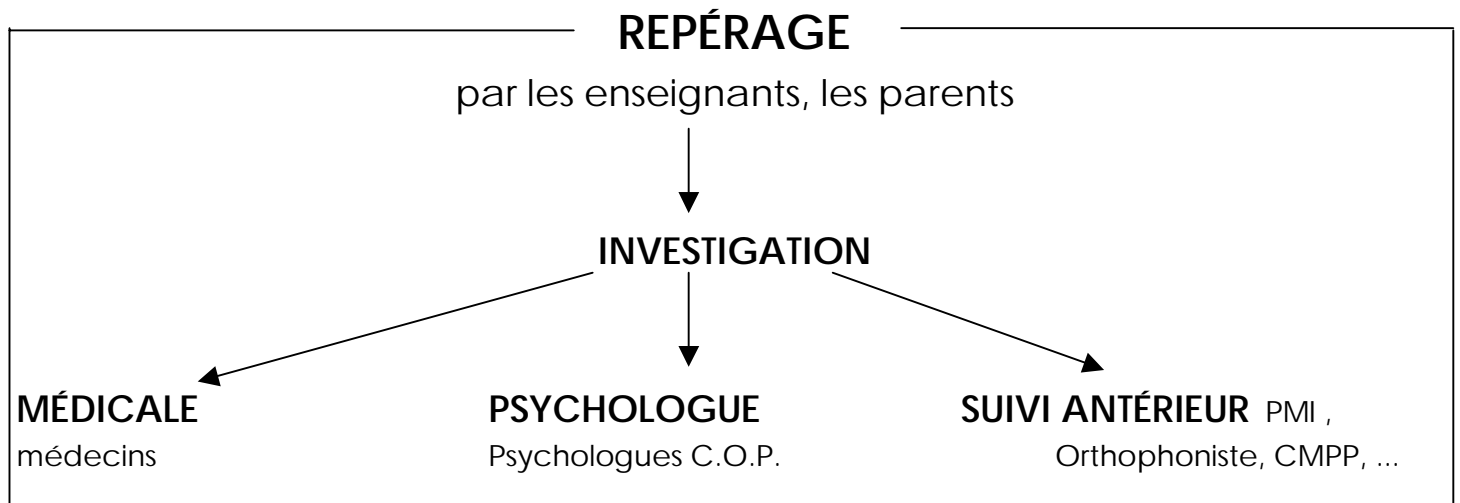 REPÉRAGE
par les enseignants, les parents
INVESTIGATION
MÉDICALE
médecins
PSYCHOLOGUE
Psychologues C.O.P.
SUIVI ANTÉRIEUR PMI ,
Orthophoniste, CMPP, ...